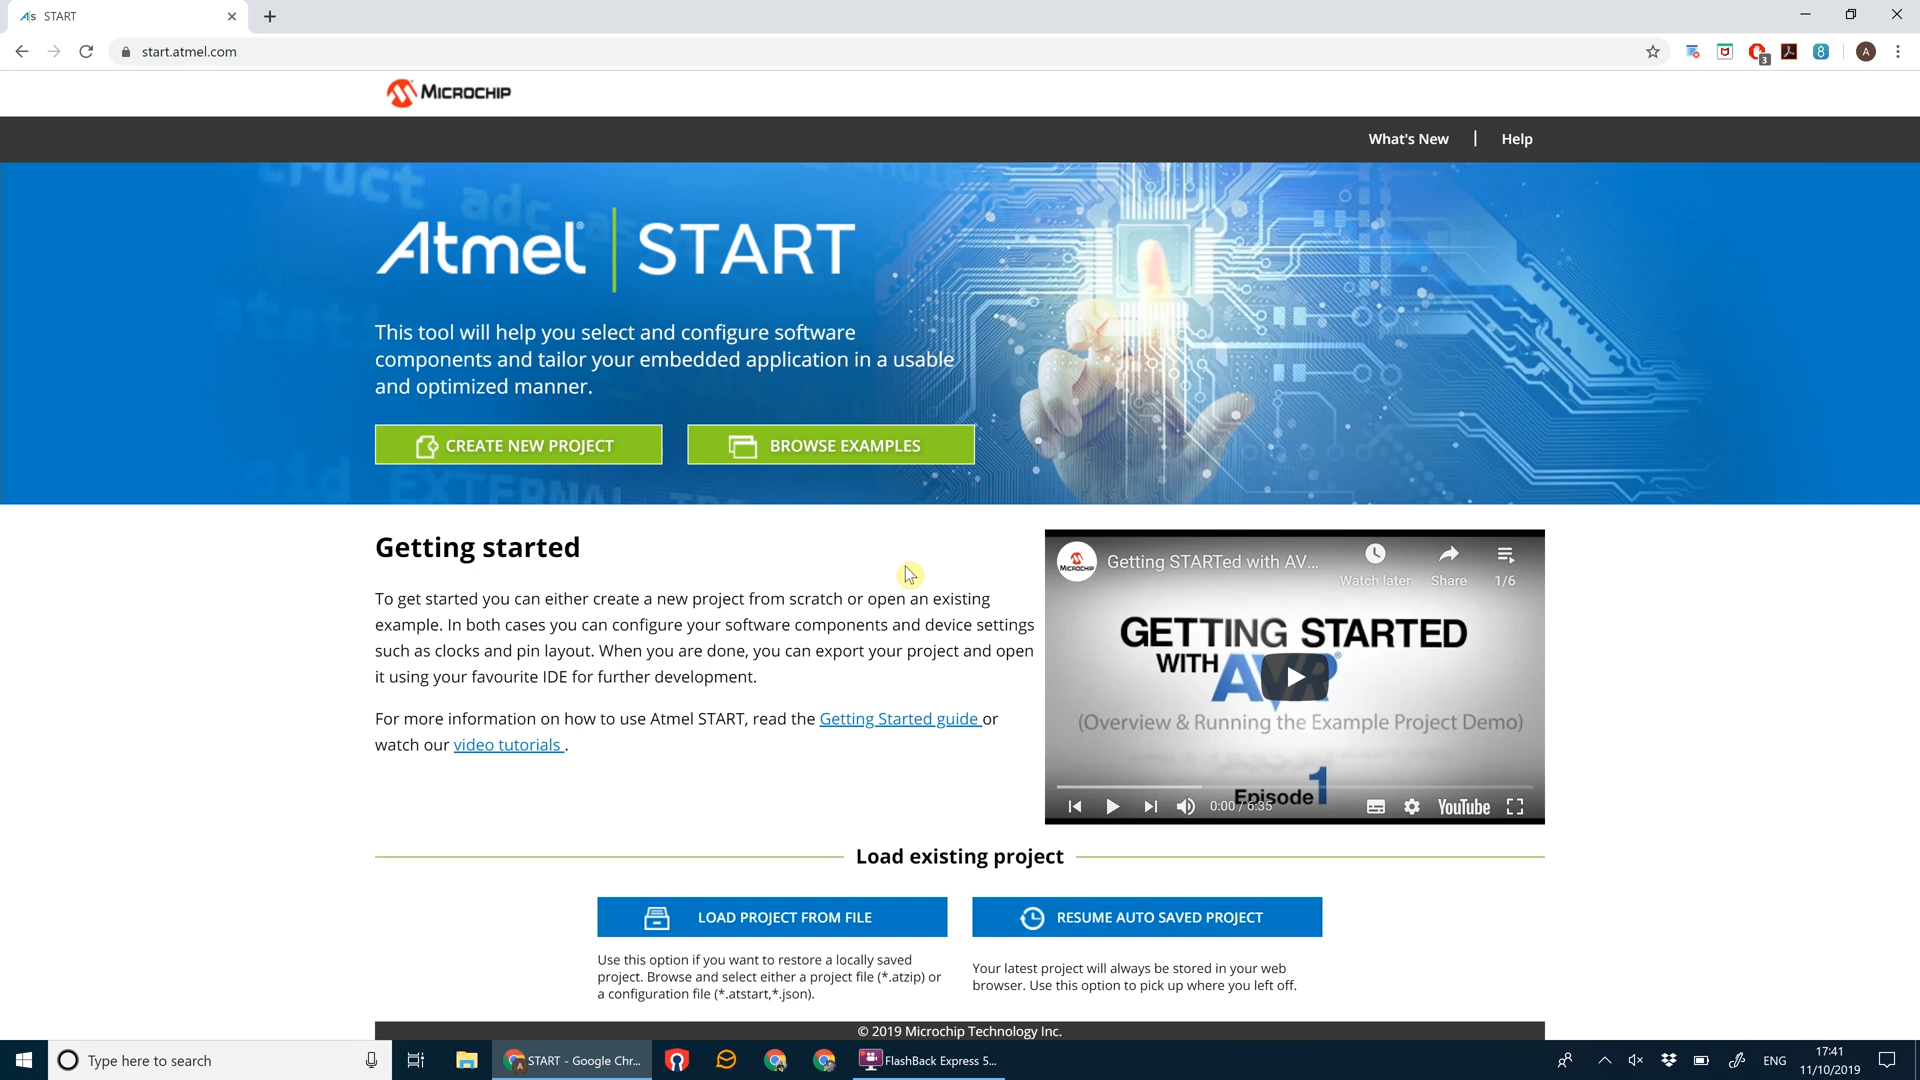 START
start.atmel.com
3
8
A
MICROCHIP
What's New | Help
truct adc as
Atmel | START
This tool will help you select and configure software
components and tailor your embedded application in a usable
and optimized manner.
CREATE NEW PROJECT
BROWSE EXAMPLES
Getting started
To get started you can either create a new project from scratch or open an existing
example. In both cases you can configure your software components and device settings
such as clocks and pin layout. When you are done, you can export your project and open
it using your favourite IDE for further development.
For more information on how to use Atmel START, read the Getting Started guide or
watch our video tutorials .
MICROCHIP
Getting STARTed with AV...
Watch later
Share
1/6
GETTING STARTED
WITH AVR®
(Overview & Running the Example Project Demo)
Episode 1
0:00 / 6:35
YouTube
Load existing project
LOAD PROJECT FROM FILE
RESUME AUTO SAVED PROJECT
Use this option if you want to restore a locally saved
project. Browse and select either a project file (*.atzip) or
a configuration file (*.atstart,*.json).
Your latest project will always be stored in your web
browser. Use this option to pick up where you left off.
© 2019 Microchip Technology Inc.
Type here to search
START - Google Chr...
FlashBack Express 5...
ENG
17:41
11/10/2019